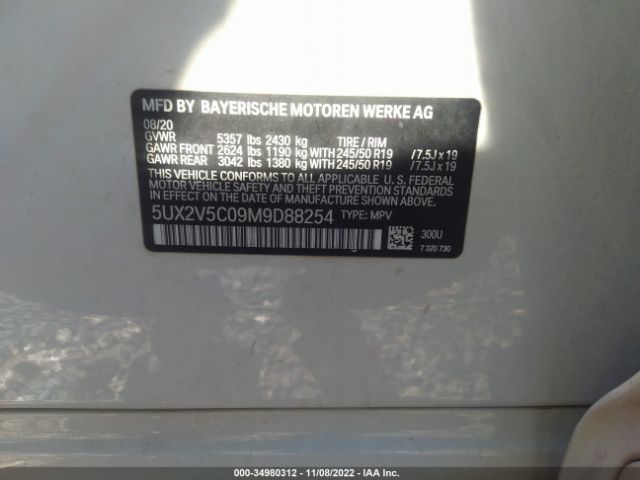 MFD BY BAYERISCHE MOTOREN WERKE AG
08/20
GVWR 5357 lbs 2430 kg TIRE / RIM
GAWR FRONT 2624 lbs 1190 kg WITH 245/50 R19 /7.5J x 19
GAWR REAR 3042 lbs 1380 kg WITH 245/50 R19 /7.5J x 19
THIS VEHICLE CONFORMS TO ALL APPLICABLE U. S. FEDERAL
MOTOR VEHICLE SAFETY AND THEFT PREVENTION STANDARDS
IN EFFECT ON THE DATE OF MANUFACTURE SHOWN ABOVE.
5UX2V5C09M9D88254 TYPE: MPV
300U
7 320 730
000-34980312 - 11/08/2022 - IAA Inc.